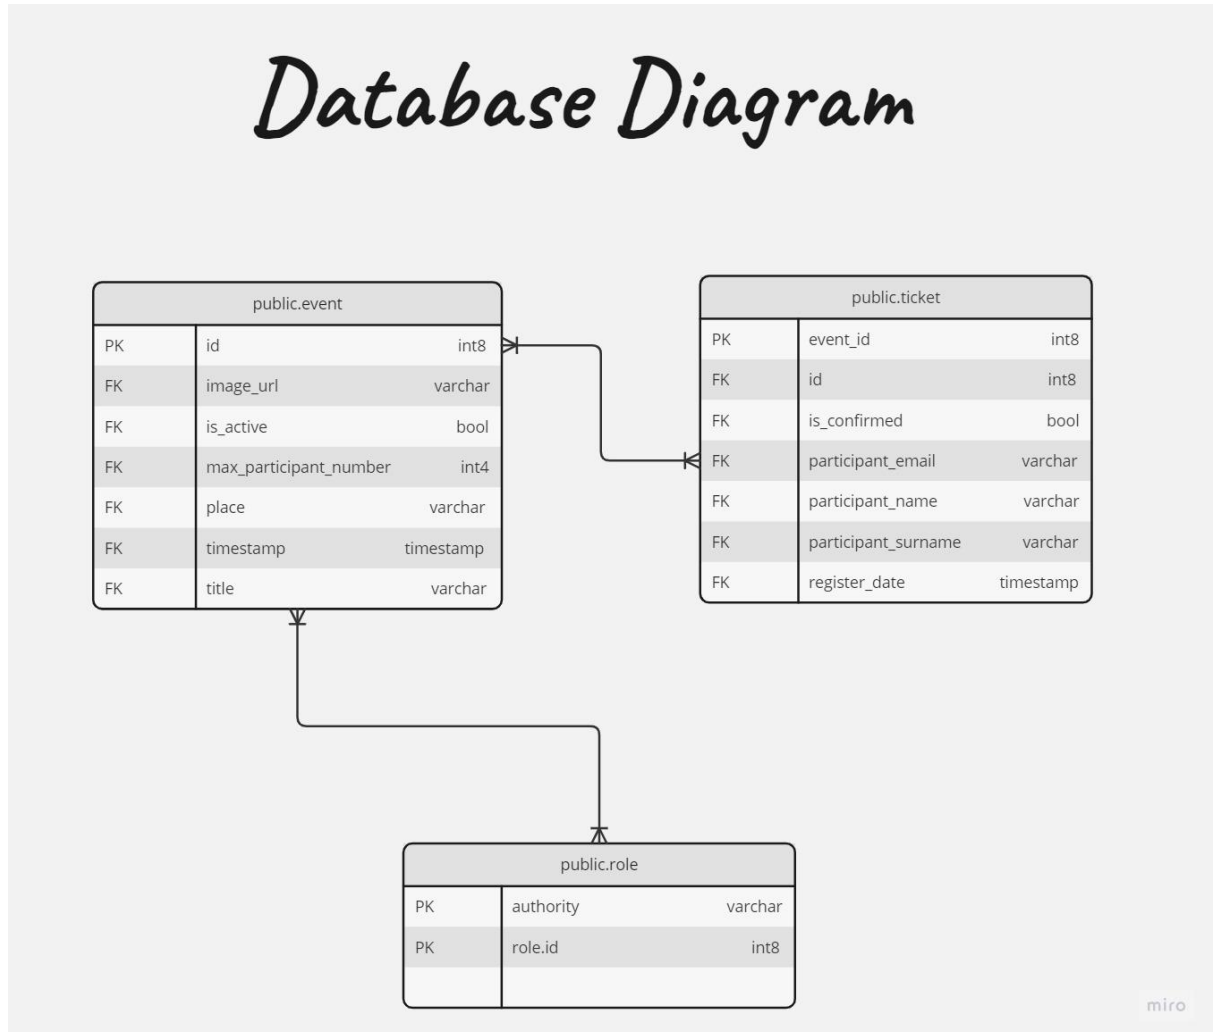 Database Diagram
public.event
PK id int8
FK image_url varchar
FK is_active bool
FK max_participant_number int4
FK place varchar
FK timestamp timestamp
FK title varchar
public.ticket
PK event_id int8
FK id int8
FK is_confirmed bool
FK participant_email varchar
FK participant_name varchar
FK participant_surname varchar
FK register_date timestamp
public.role
PK authority varchar
PK role.id int8
miro